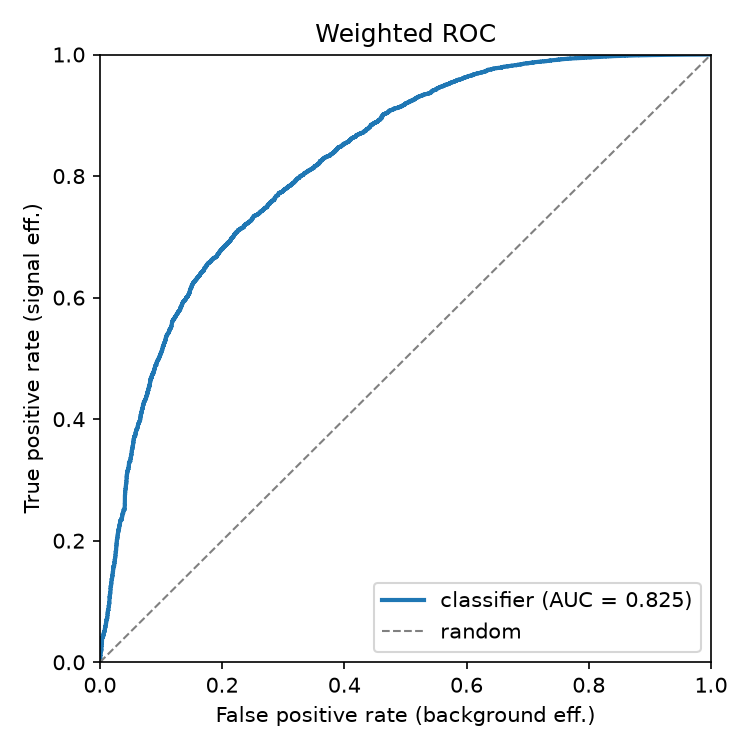 Weighted ROC
1.0
0.8
0.6
0.4
0.2
0.0
True positive rate (signal eff.)
classifier (AUC = 0.825)
random
0.0 0.2 0.4 0.6 0.8 1.0
False positive rate (background eff.)